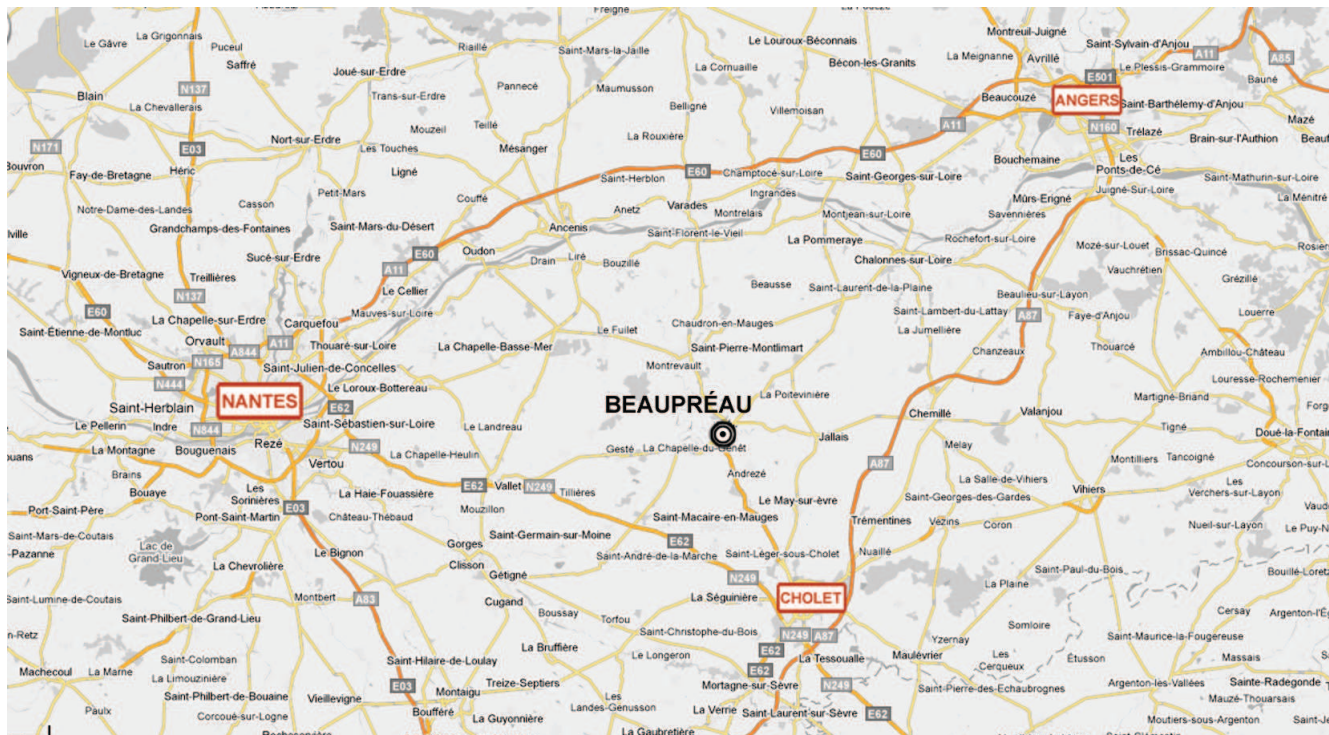 Freigné
La Grigonnais
Le Gâvre
Puceul
Saffré
Riaillé
Saint-Mars-la-Jaille
Le Louroux-Béconnais
Montreuil-Juigné
Saint-Sylvain-d'Anjou
A11
La Cornuaille
Bécon-les-Granits
La Meignanne
Avrillé
Le Plessis-Grammoire
A85
Joué-sur-Erdre
N137
Pannecé
Maumusson
E501
Bauné
Blain
La Chevallerais
Trans-sur-Erdre
Belligné
Villemoisan
Beaucouzé
ANGERS
Saint-Barthélemy-d'Anjou
Mouzeil
Teillé
A11
N160
Mazé
Nort-sur-Erdre
La Rouxière
Trélazé
Brain-sur-l'Authion
N171
E03
Les Touches
Mésanger
E60
Bouchemaine
Les
Ponts-de-Cé
Bouvron
Fay-de-Bretagne
Héric
Ligné
Saint-Herblon
E60
Champtocé-sur-Loire
Saint-Georges-sur-Loire
Saint-Mathurin-sur-Loire
Petit-Mars
Couffé
Ingrandes
Juigné-Sur-Loire
La Ménitré
Notre-Dame-des-Landes
Casson
Anetz
Varades
Montrelais
Montjean-sur-Loire
Savennières
Mûrs-Erigné
Grandchamps-des-Fontaines
Saint-Mars-du-Désert
Ancenis
Saint-Florent-le-Vieil
La Pommeraye
Rochefort-sur-Loire
Mozé-sur-Louet
Brissac-Quincé
Sucé-sur-Erdre
E60
Oudon
Drain
Liré
Bouzillé
Chalonnes-sur-Loire
Vauchrétien
Vigneux-de-Bretagne
Treillières
A11
Grézillé
N137
Le Cellier
Beausse
Saint-Laurent-de-la-Plaine
Beaulieu-sur-Layon
E60
Mauves-sur-Loire
Saint-Lambert-du-Lattay
A87
Faye-d'Anjou
Louerre
Saint-Étienne-de-Montluc
La Chapelle-sur-Erdre
Carquefou
Le Fuilet
Chaudron-en-Mauges
La Jumellière
Orvault
A844
A11
Thouaré-sur-Loire
La Chapelle-Basse-Mer
Saint-Pierre-Montlimart
Chanzeaux
Thouarcé
Ambillou-Château
Sautron
N165
Saint-Julien-de-Concelles
Montrevault
N444
NANTES
Le Loroux-Bottereau
La Poitevinière
Louresse-Rochemenier
Saint-Herblain
E62
BEAUPRÉAU
Chemillé
Valanjou
Martigné-Briand
Le Pellerin
Indre
N844
Saint-Sébastien-sur-Loire
Le Landreau
Tigné
Rezé
Jallais
Doué-la-Fontaine
La Montagne
Bouguenais
N249
La Chapelle-Heulin
Gesté
La Chapelle-du-Genêt
Melay
Vertou
A87
Montilliers
Tancoigné
Concourson-sur-L
Brains
Andrezé
Bouaye
Les
Sorinières
La Haie-Fouassière
E62
Vallet
N249
Tillières
Le May-sur-èvre
La Salle-de-Vihiers
Vihiers
Les
Verchers-sur-Layon
Saint-Georges-des-Gardes
Port-Saint-Père
Pont-Saint-Martin
E03
Château-Thébaud
Mouzillon
Saint-Macaire-en-Mauges
Trémentines
Vezins
Coron
Nueil-sur-Layon
Le Puy-N
Saint-Mars-de-Coutais
Saint-Germain-sur-Moine
E62
Lac de
Grand-Lieu
Le Bignon
Gorges
Saint-André-de-la-Marche
Saint-Léger-sous-Cholet
Nuaillé
-Pazanne
La Chevrolière
Clisson
Gétigné
N249
La Plaine
Saint-Paul-du-Bois
Bouillé-Loretz
Saint-Lumine-de-Coutais
Montbert
A83
Cugand
La Séguinière
CHOLET
Saint-Philbert-de-Grand-Lieu
Boussay
Torfou
Somloire
Cersay
Saint-Christophe-du-Bois
N249
A87
Yzernay
Saint-Maurice-la-Fougereuse
La Bruffière
E62
Machecoul
La Marne
Saint-Colomban
Saint-Hilaire-de-Loulay
Le Longeron
La Tessoualle
Maulévrier
Les
Cerqueux
Étusson
Massais
La Limouzinière
E62
E03
Treize-Septiers
Mortagne-sur-Sèvre
N249
Saint-Pierre-des-Echaubrognes
Argenton-les-Vallées
Sainte-Radegonde
Saint-Philbert-de-Bouaine
Vieillevigne
Montaigu
Les
Landes-Genusson
Mauzé-Thouarsais
Paulx
Corcoué-sur-Logne
Boufféré
La Guyonnière
La Verrie
Saint-Laurent-sur-Sèvre
E62
Moutiers-sous-Argenton
La Gaubretière